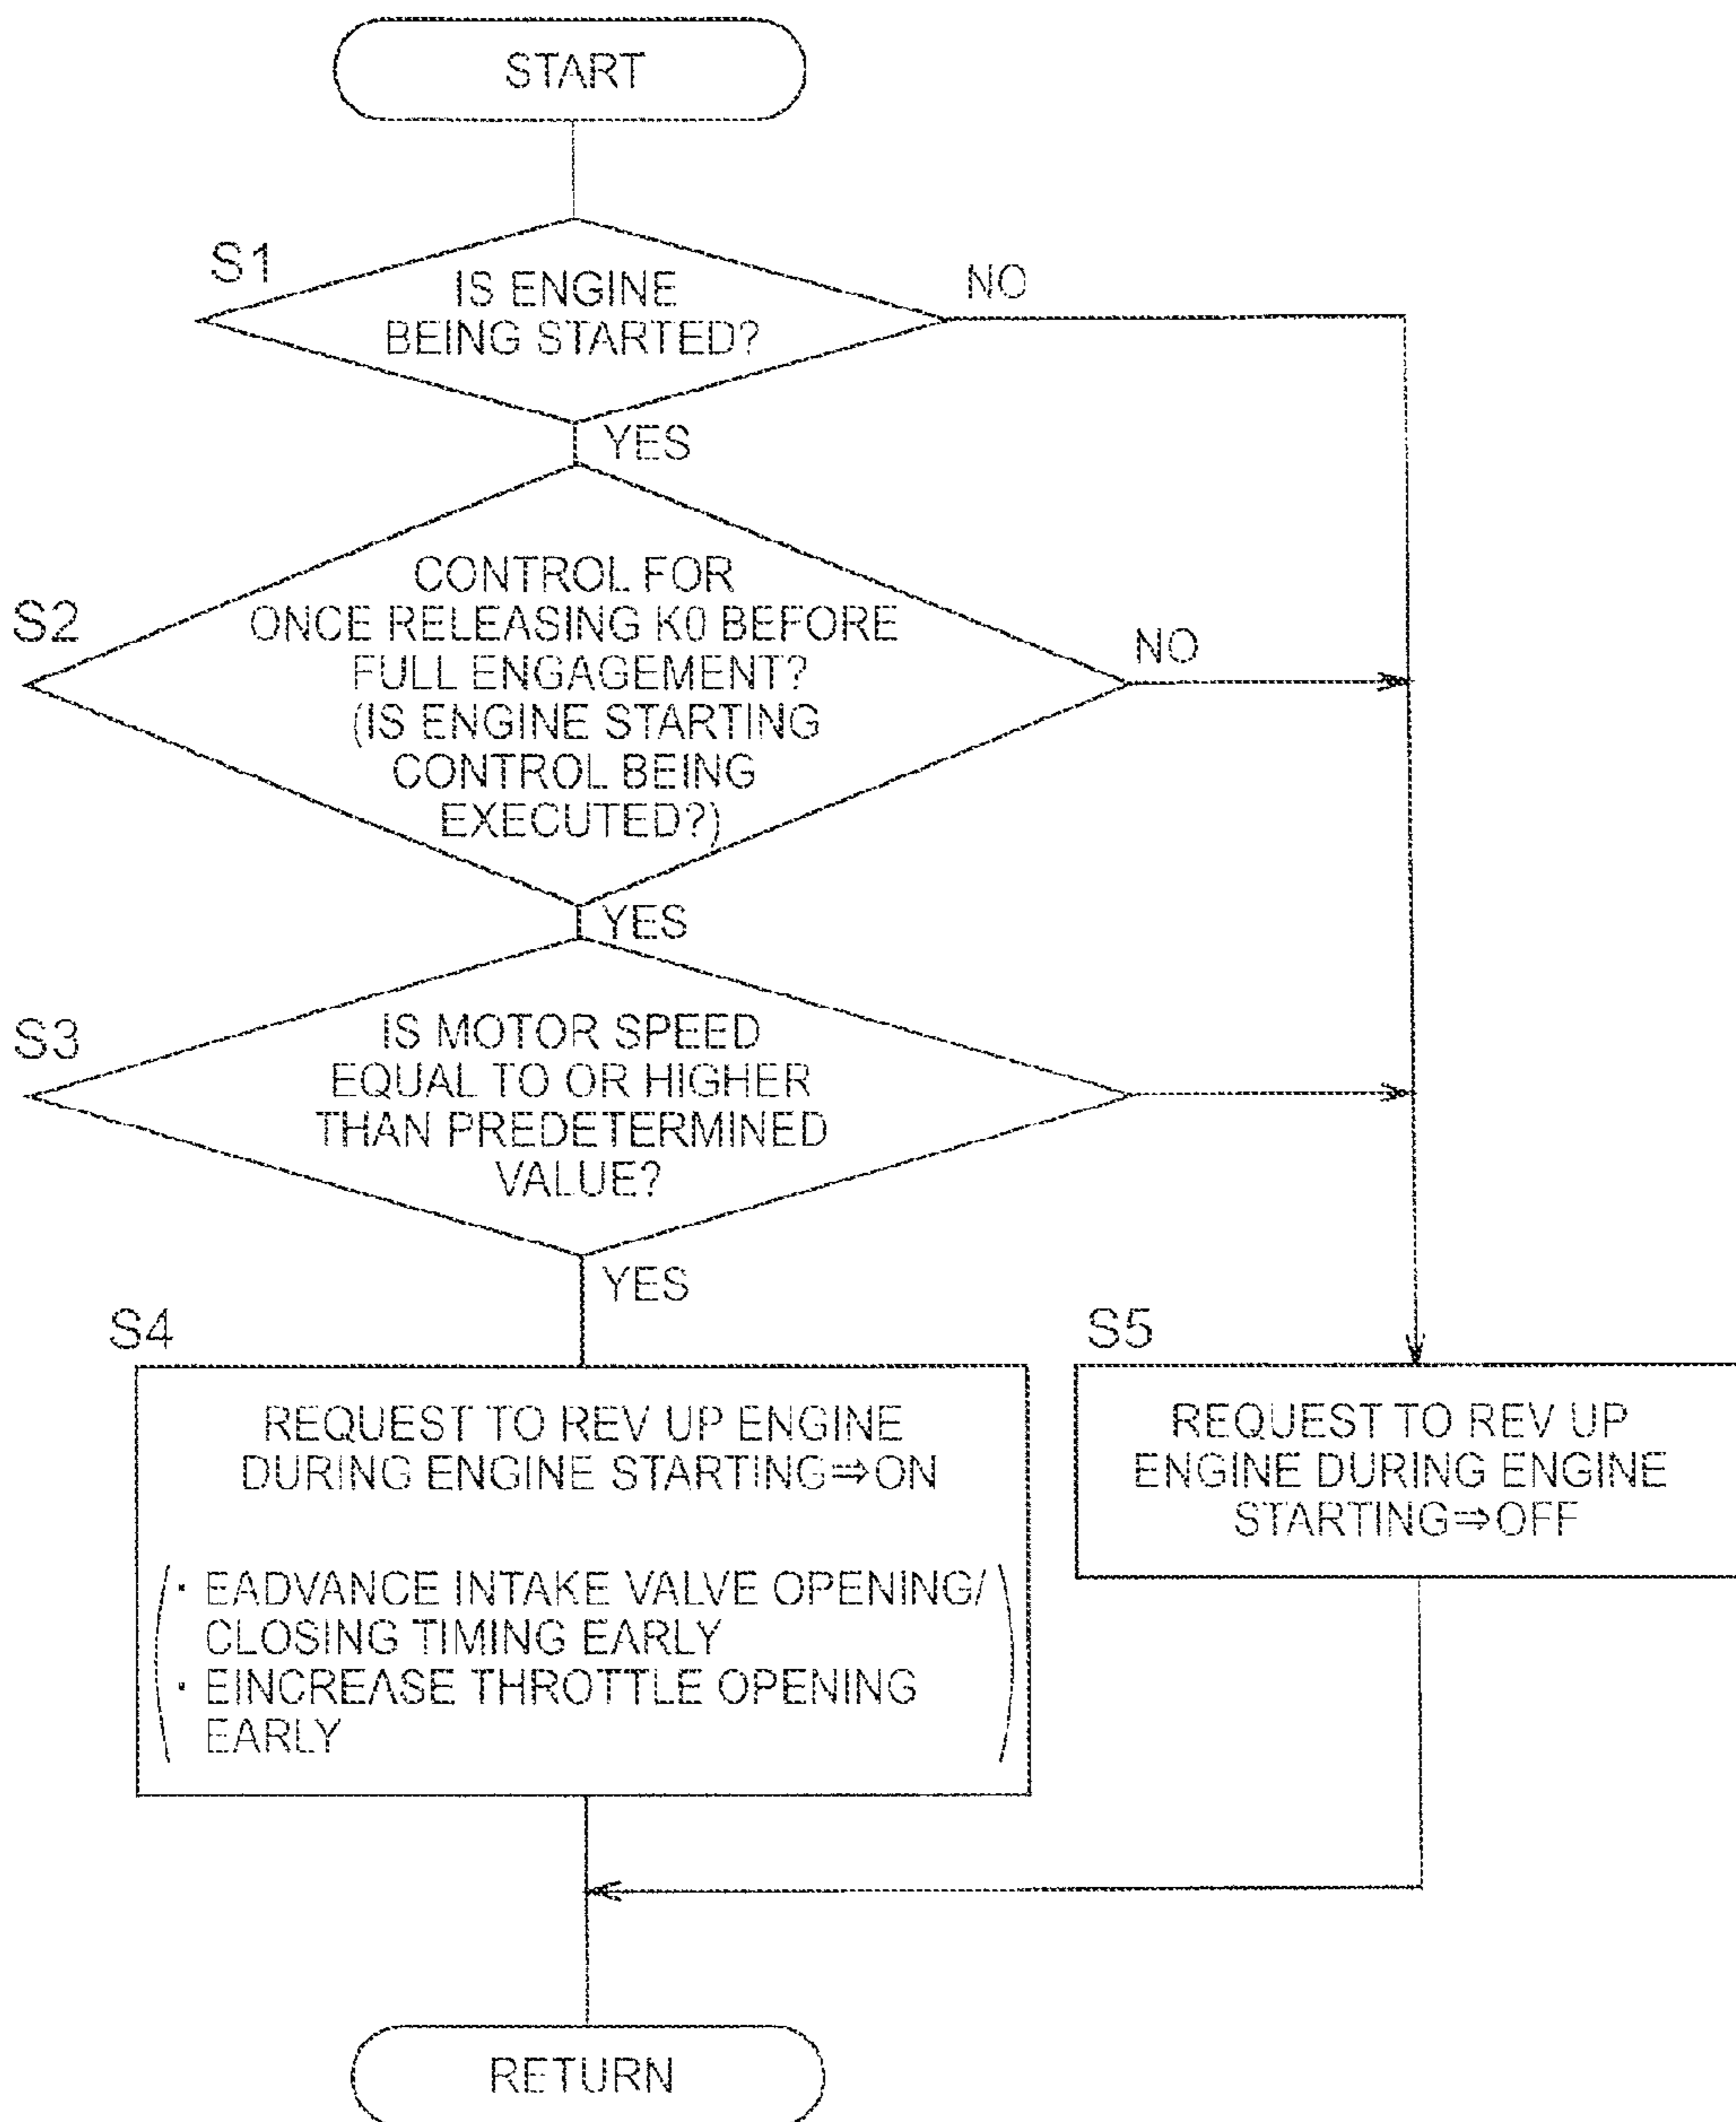 START
S1
IS ENGINE
BEING STARTED?
NO
YES
S2
CONTROL FOR
ONCE RELEASING K0 BEFORE
FULL ENGAGEMENT?
(IS ENGINE STARTING
CONTROL BEING
EXECUTED?)
NO
YES
S3
IS MOTOR SPEED
EQUAL TO OR HIGHER
THAN PREDETERMINED
VALUE?
YES
S4
REQUEST TO REV UP ENGINE
DURING ENGINE STARTING⇒ON
· EADVANCE INTAKE VALVE OPENING/
CLOSING TIMING EARLY
· EINCREASE THROTTLE OPENING
EARLY
S5
REQUEST TO REV UP
ENGINE DURING ENGINE
STARTING⇒OFF
RETURN